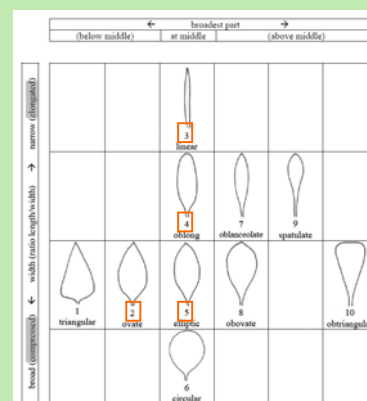 ← broadest part →
(below middle) at middle (above middle)
narrow (elongated)
↑
width (ratio length/width)
↓
broad (compressed)
3
linear
4 7 9
oblong oblanceolate spatulate
1 2 5 8 10
triangular ovate elliptic obovate obtriangul
6
circular